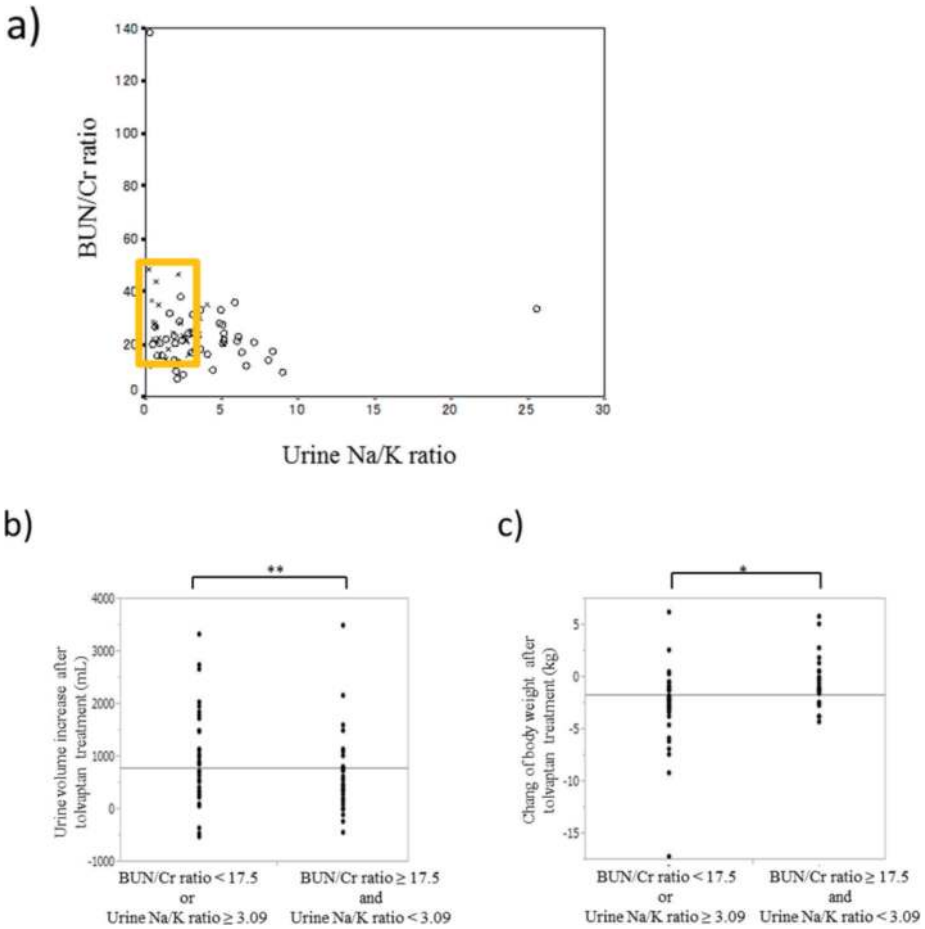 a)
140
120
100
80
60
40
20
0
BUN/Cr ratio
0 5 10 15 20 25 30
Urine Na/K ratio
b)
**
4000
3000
2000
1000
0
-1000
Urine volume increase after
tolvaptan treatment (mL)
BUN/Cr ratio < 17.5
or
Urine Na/K ratio ≥ 3.09
BUN/Cr ratio ≥ 17.5
and
Urine Na/K ratio < 3.09
c)
*
5
0
-5
-10
-15
Chang of body weight after
tolvaptan treatment (kg)
BUN/Cr ratio < 17.5
or
Urine Na/K ratio ≥ 3.09
BUN/Cr ratio ≥ 17.5
and
Urine Na/K ratio < 3.09